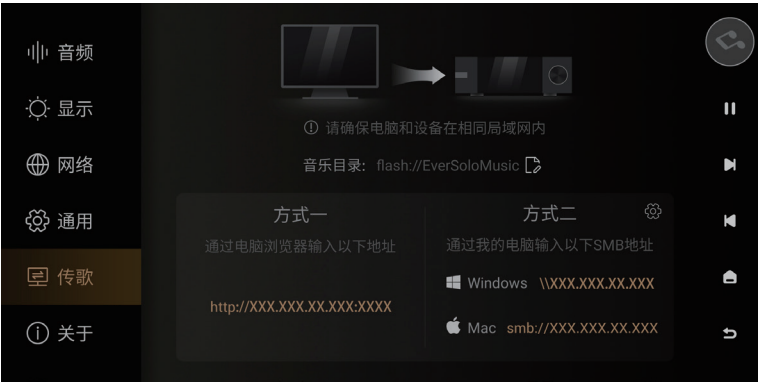 音频
显示
网络
通用
传歌
关于
请确保电脑和设备在相同局域网内
音乐目录: flash://EverSoloMusic
方式一
通过电脑浏览器输入以下地址
http://XXX.XXX.XX.XXX:XXXX
方式二
通过我的电脑输入以下SMB地址
Windows \\XXX.XXX.XX.XXX
Mac smb://XXX.XXX.XX.XXX